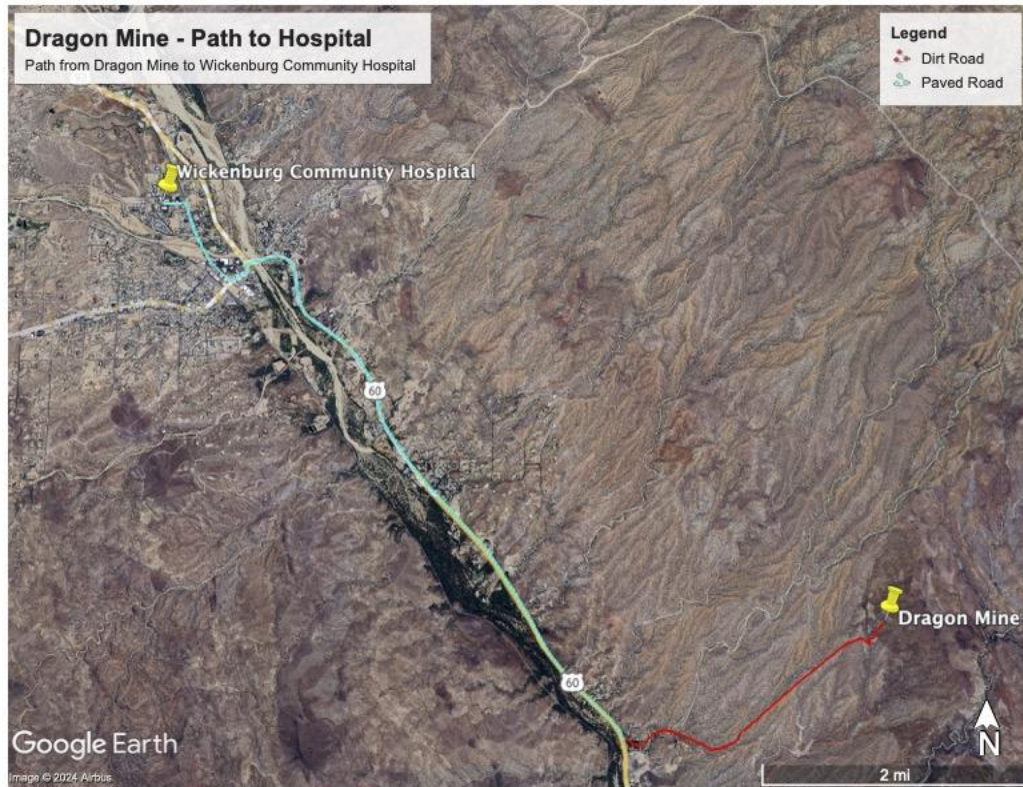 Dragon Mine - Path to Hospital
Path from Dragon Mine to Wickenburg Community Hospital
Legend
Dirt Road
Paved Road
Wickenburg Community Hospital
60
Dragon Mine
60
N
Google Earth
2 mi
Image © 2024 Airbus